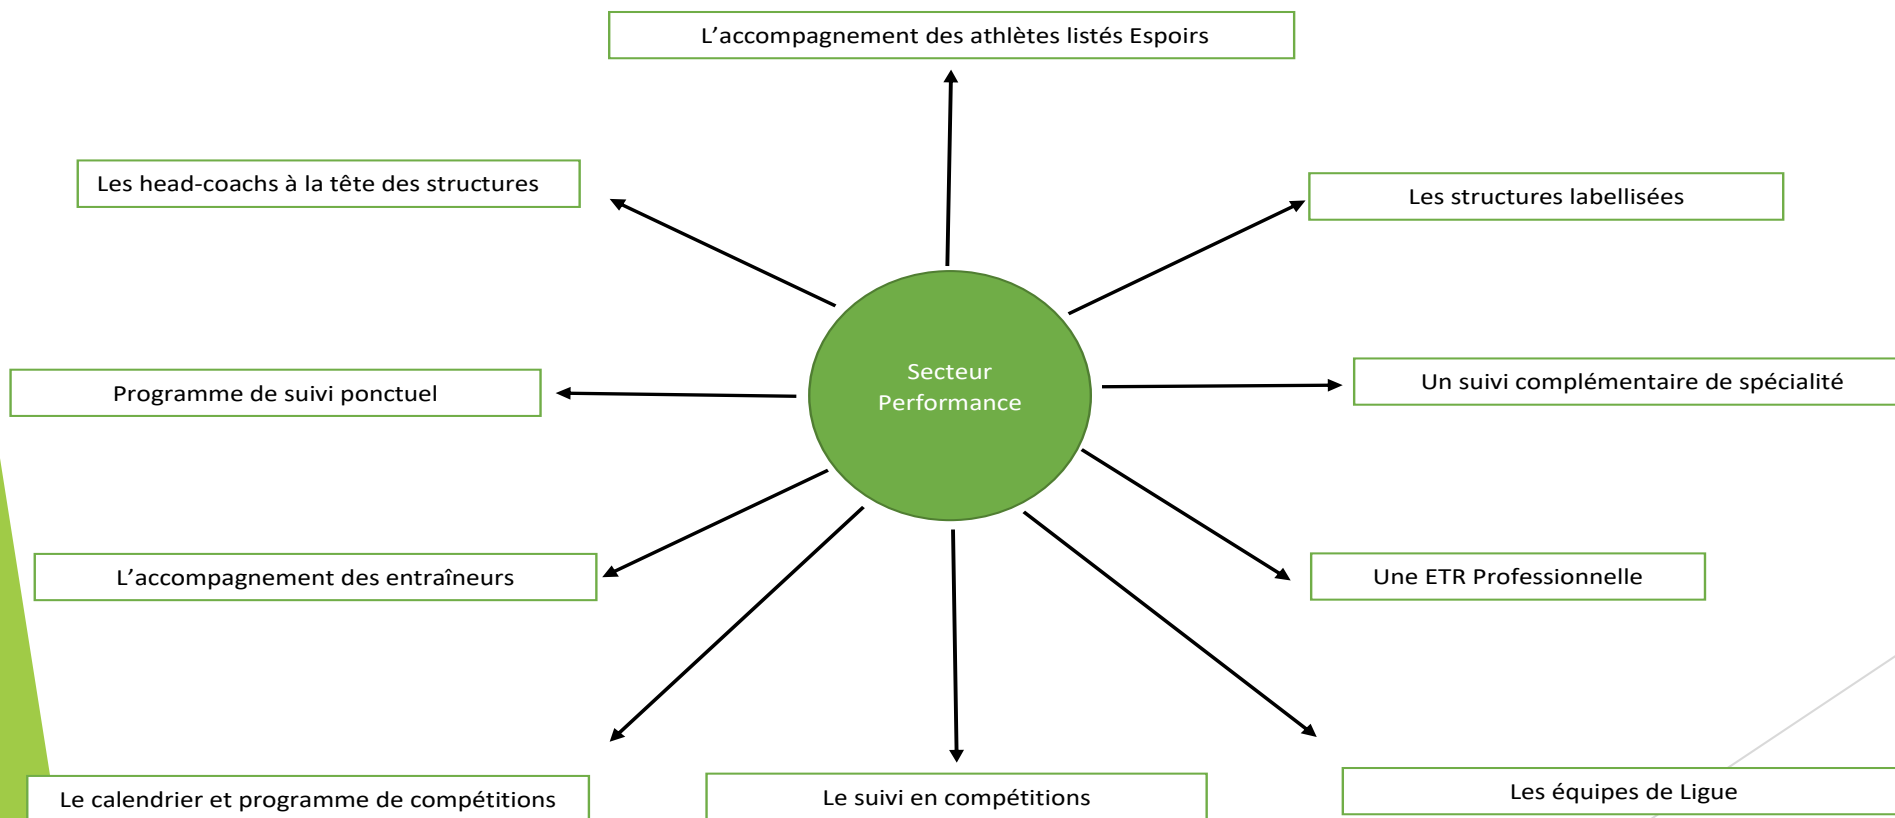 L’accompagnement des athlètes listés Espoirs
Les head-coachs à la tête des structures
Les structures labellisées
Secteur
Performance
Programme de suivi ponctuel
Un suivi complémentaire de spécialité
L’accompagnement des entraîneurs
Une ETR Professionnelle
Le calendrier et programme de compétitions
Le suivi en compétitions
Les équipes de Ligue